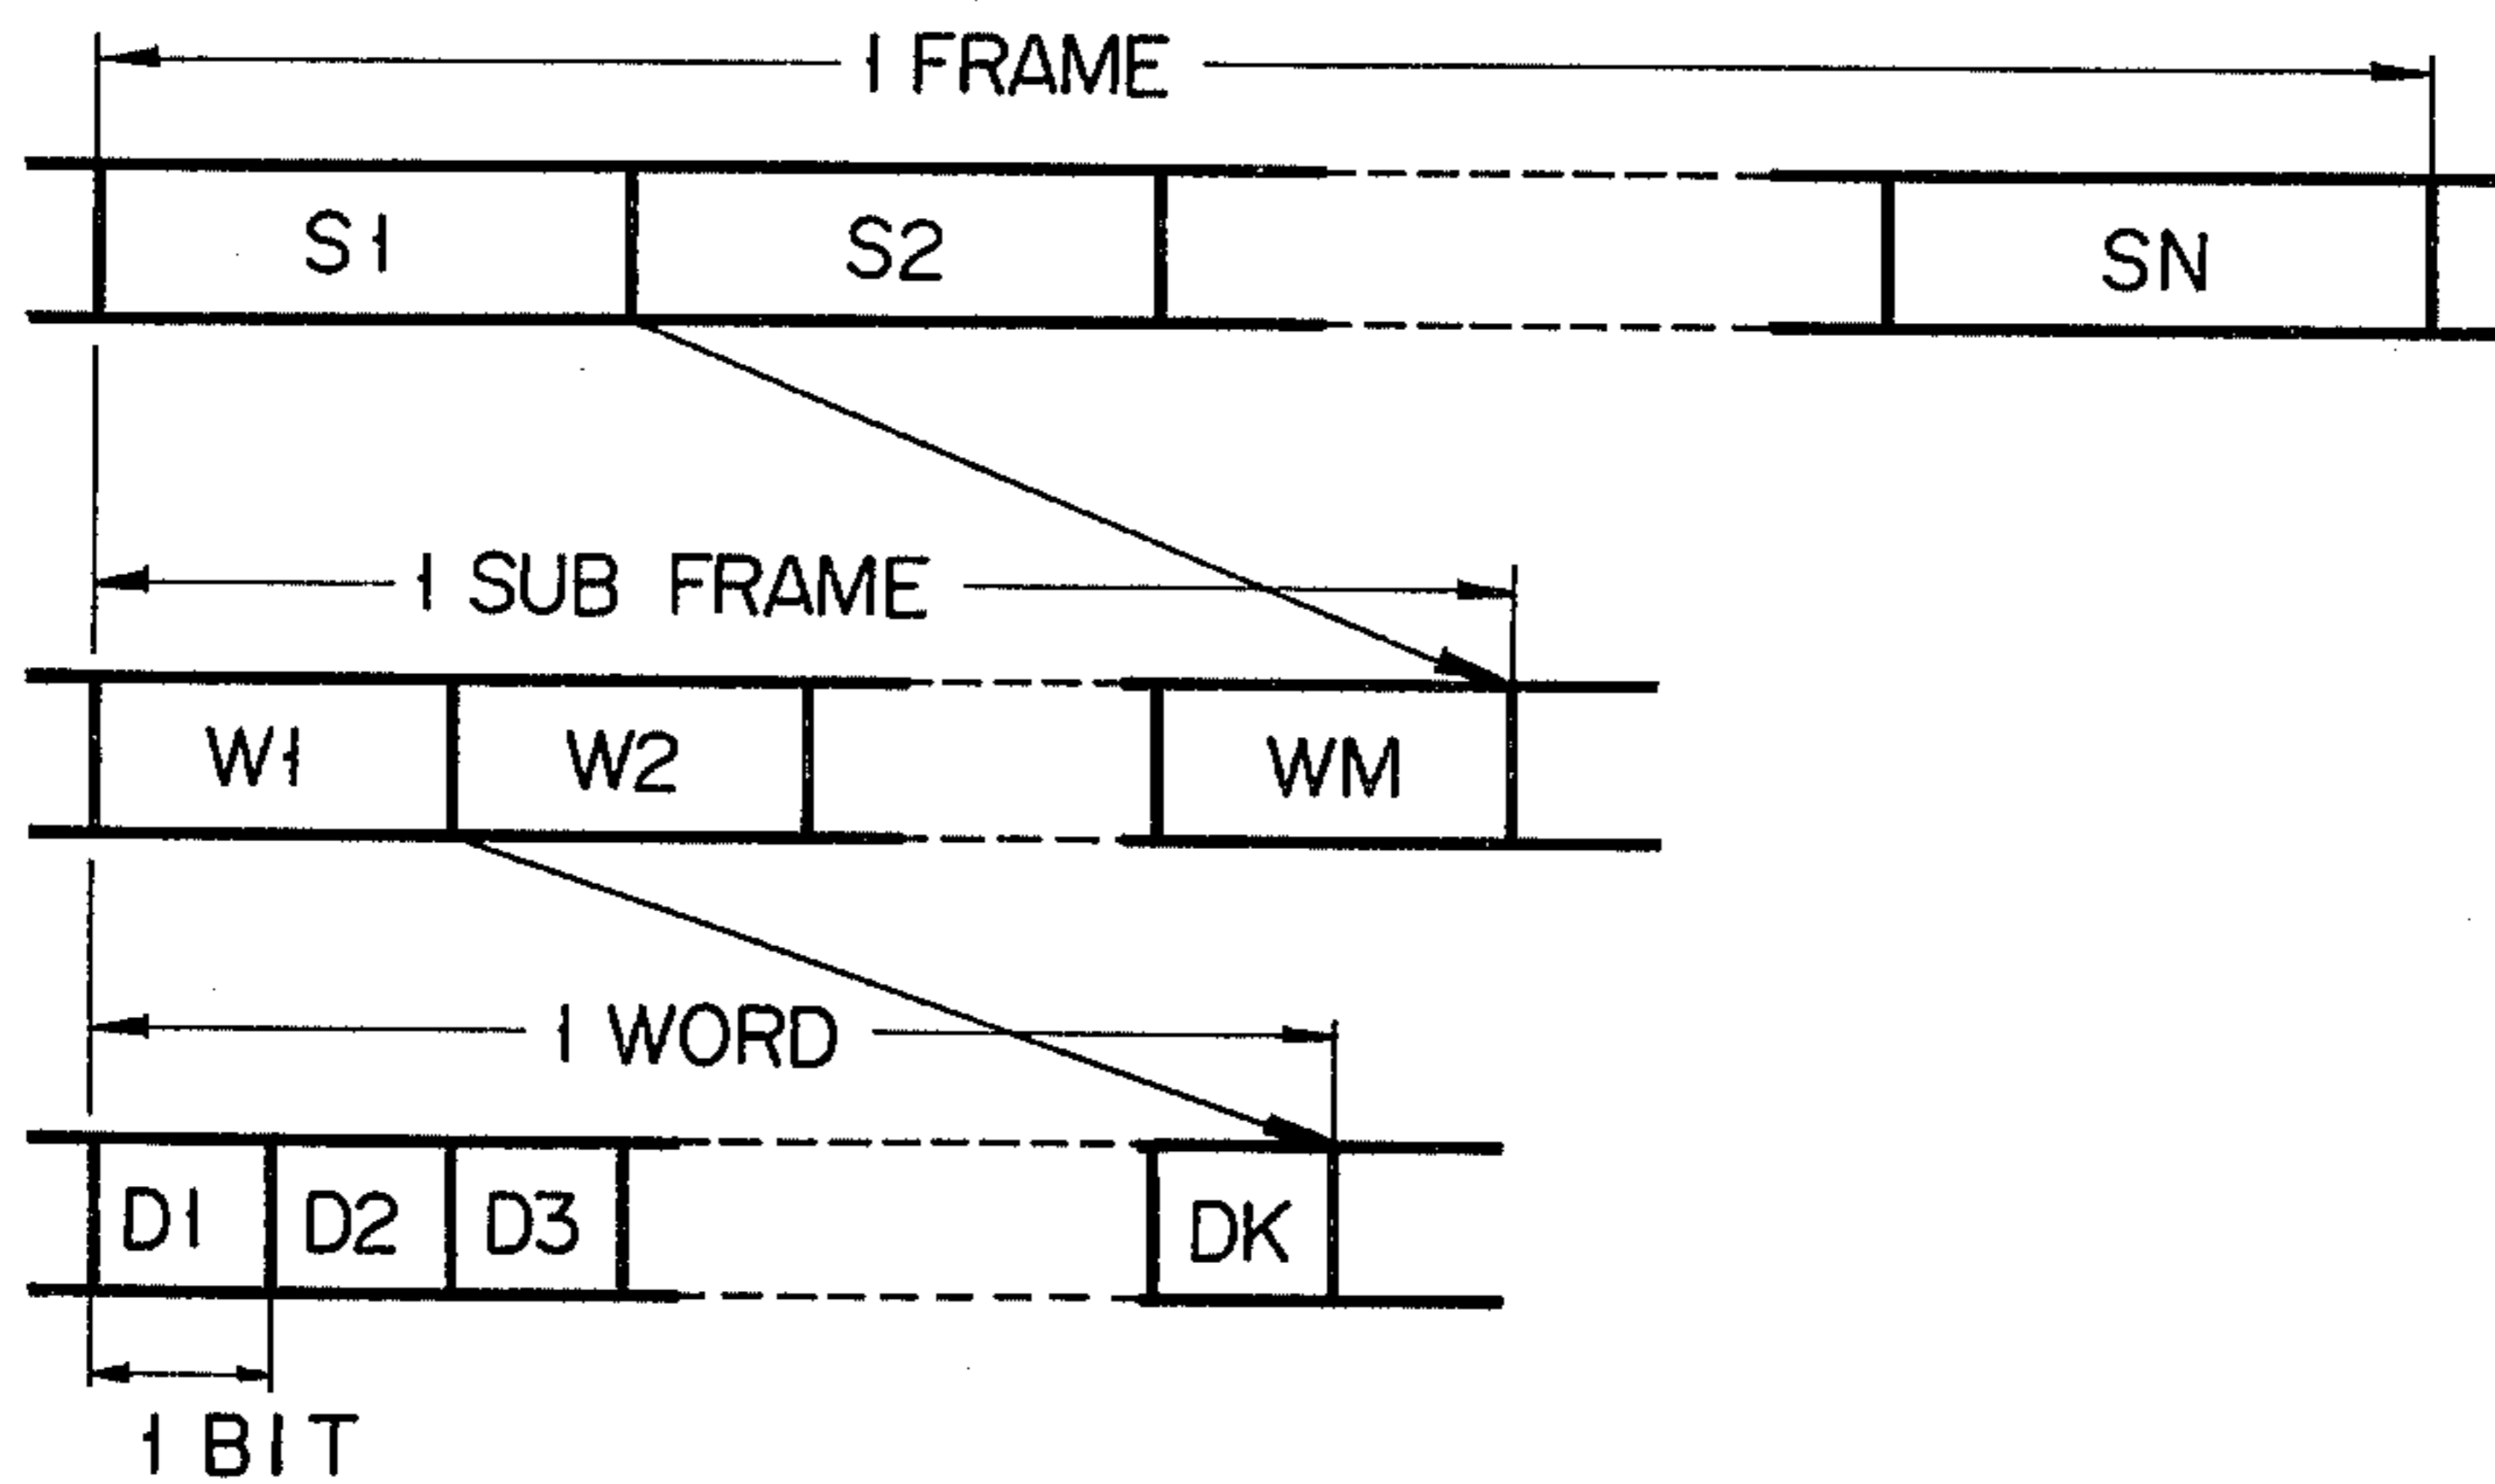 1 FRAME
S1 S2 SN
1 SUB FRAME
W1 W2 WM
1 WORD
D1 D2 D3 DK
1 BIT